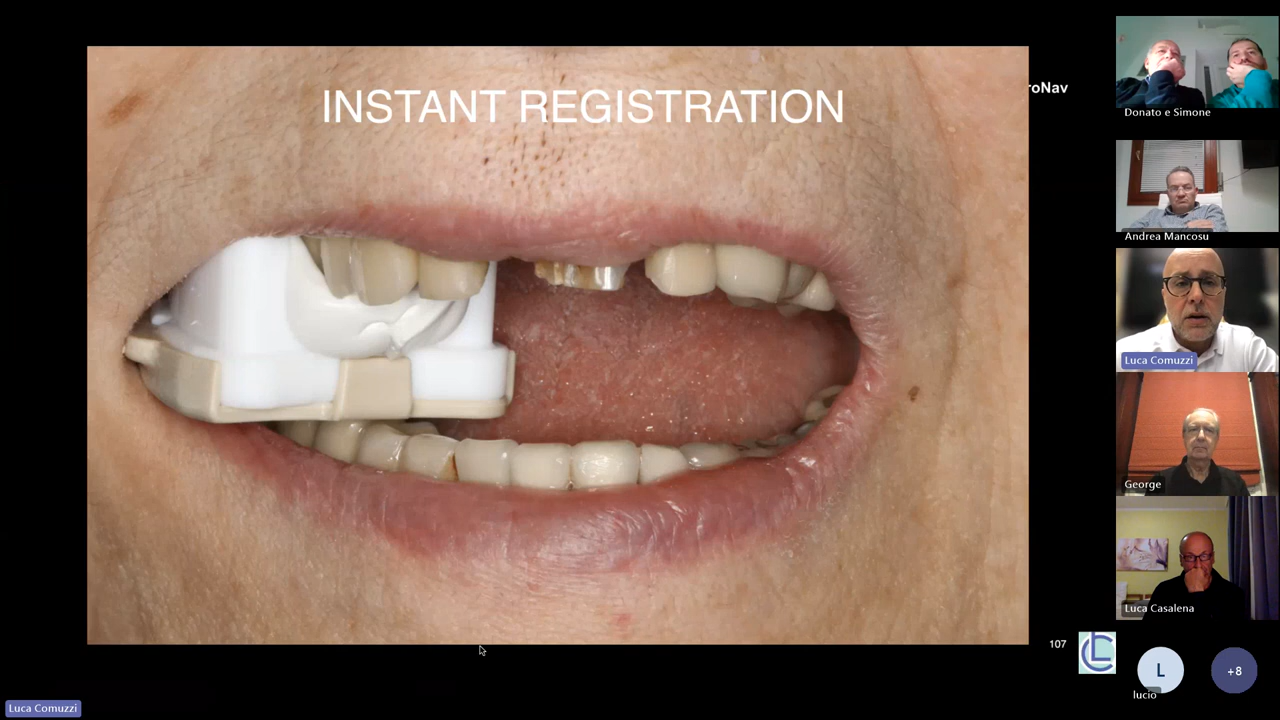 INSTANT REGISTRATION
roNav
Donato e Simone
Andrea Mancosu
Luca Comuzzi
George
Luca Casalena
107
L
+8
lucio
Luca Comuzzi